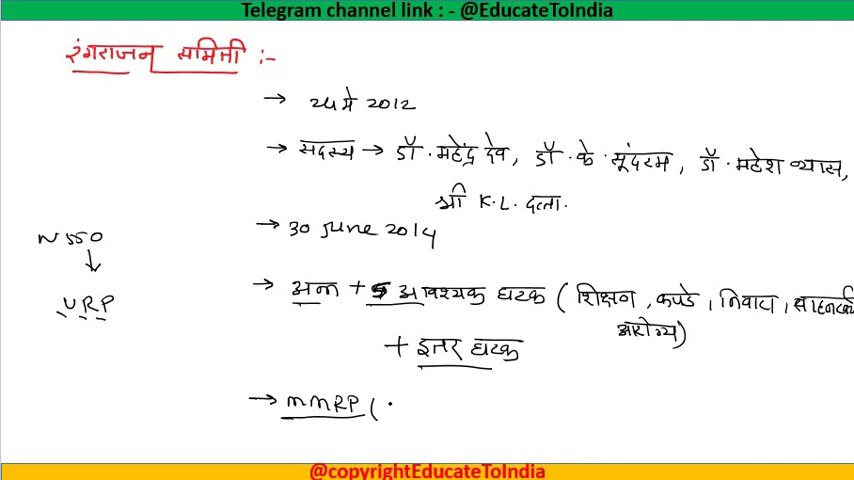 Telegram channel link : - @EducateToIndia
रंगराजन समिती :-
→ 24 मे 2012
→ सदस्य → डॉ. महेंद्र देव, डॉ. के. सूंदरम, डॉ. महेश व्यास,
श्री K.L. दत्ता.
→ 30 June 2014
NSSO
↓
URP
→ अन्न + 5 आवश्यक घटक ( शिक्षण, कपडे, निवारा,
आरोग्य)
+ इतर घटक
→ MMRP ( .
@copyrightEducateToIndia